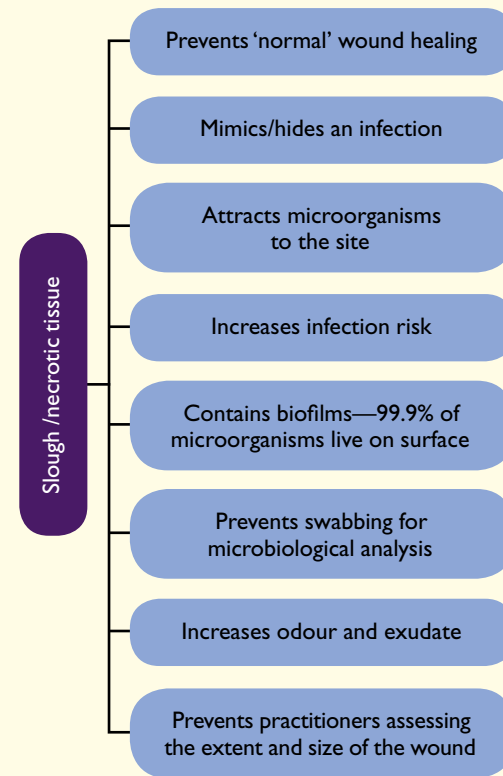 Slough /necrotic tissue
Prevents ‘normal’ wound healing
Mimics/hides an infection
Attracts microorganisms
to the site
Increases infection risk
Contains biofilms—99.9% of
microorganisms live on surface
Prevents swabbing for
microbiological analysis
Increases odour and exudate
Prevents practitioners assessing
the extent and size of the wound